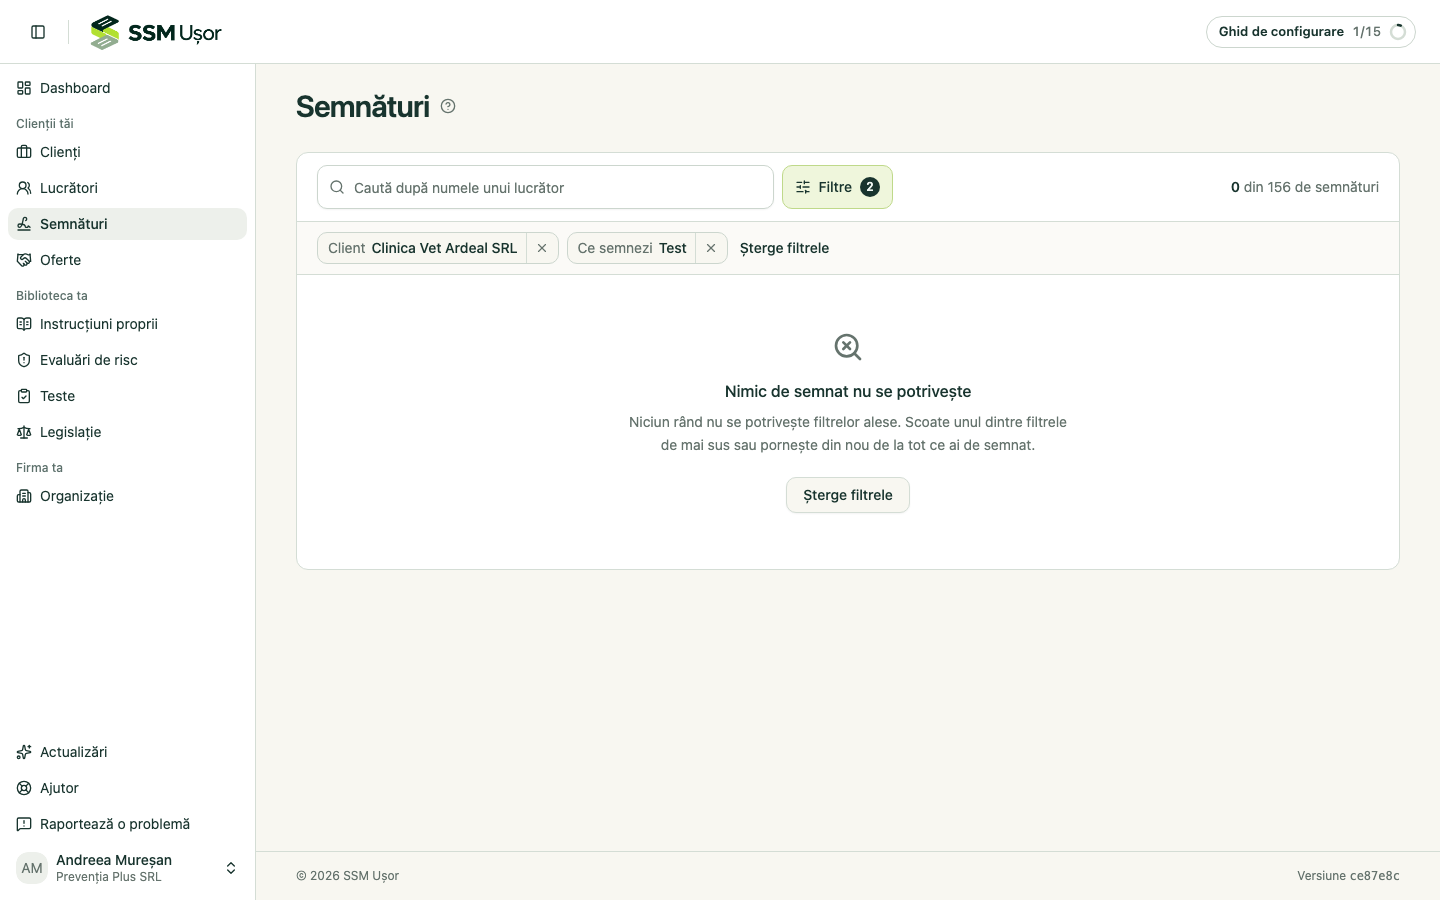 SSM Ușor
Ghid de configurare 1/15
Dashboard
Clienții tăi
Clienți
Lucrători
Semnături
Oferte
Biblioteca ta
Instrucțiuni proprii
Evaluări de risc
Teste
Legislație
Firma ta
Organizație
Actualizări
Ajutor
Raportează o problemă
AM
Andreea Mureșan
Prevenția Plus SRL
Semnături
Caută după numele unui lucrător
Filtre 2
0 din 156 de semnături
Client Clinica Vet Ardeal SRL
Ce semnezi Test
Șterge filtrele
Nimic de semnat nu se potrivește
Niciun rând nu se potrivește filtrelor alese. Scoate unul dintre filtrele
de mai sus sau pornește din nou de la tot ce ai de semnat.
Șterge filtrele
© 2026 SSM Ușor
Versiune ce87e8c